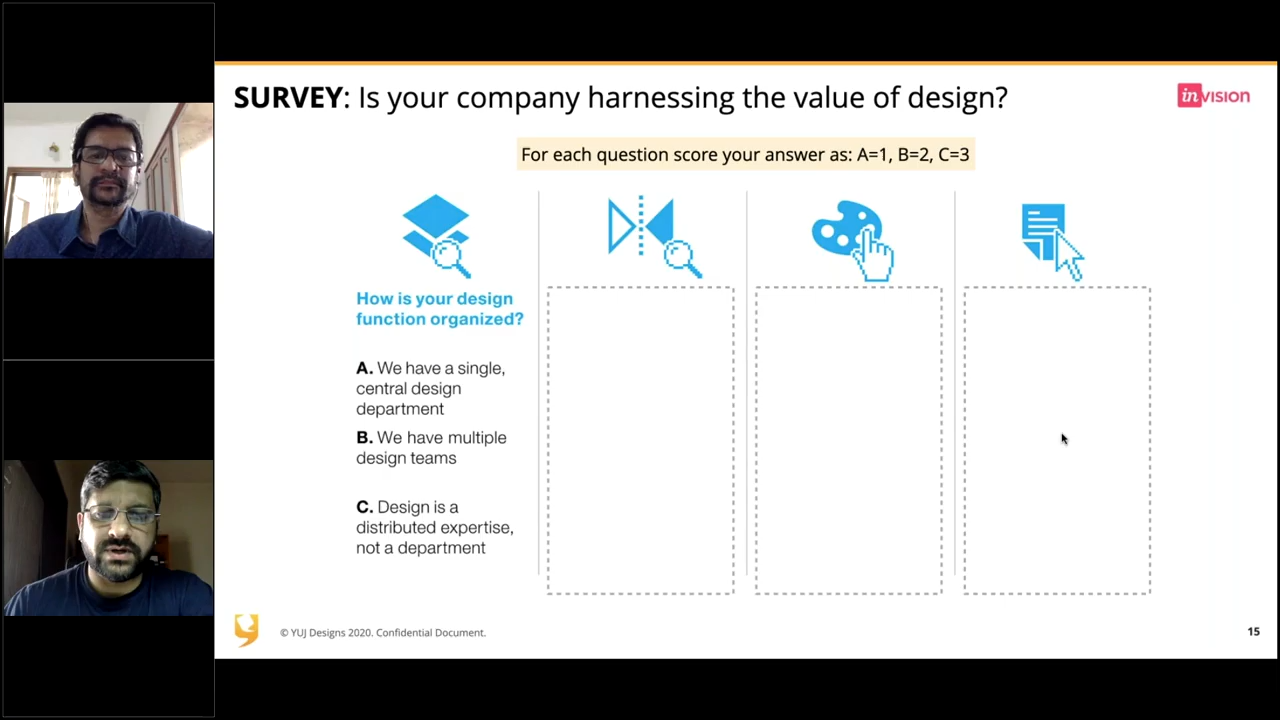 SURVEY: Is your company harnessing the value of design?
invision
For each question score your answer as: A=1, B=2, C=3
How is your design
function organized?
A. We have a single,
central design
department
B. We have multiple
design teams
C. Design is a
distributed expertise,
not a department
© YUJ Designs 2020. Confidential Document.
15